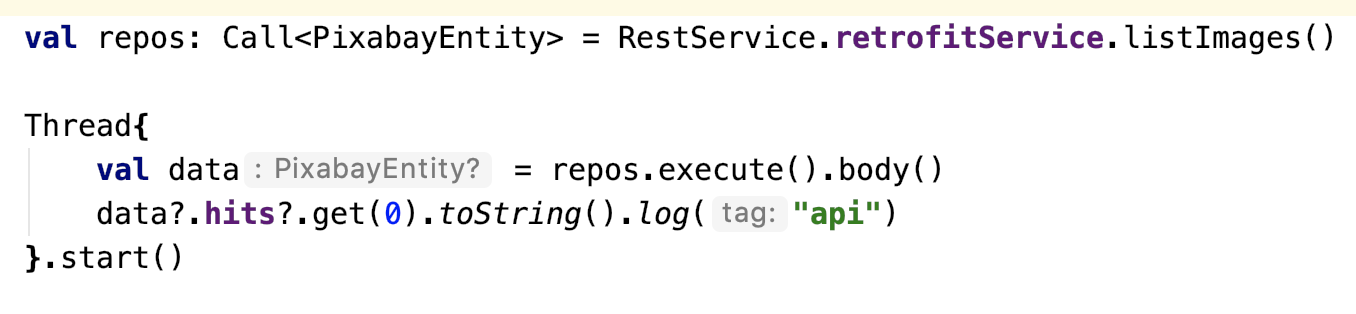 val repos: Call<PixabayEntity> = RestService.retrofitService.listImages()
Thread{
val data : PixabayEntity? = repos.execute().body()
data?.hits?.get(0).toString().log( tag: "api")
}.start()